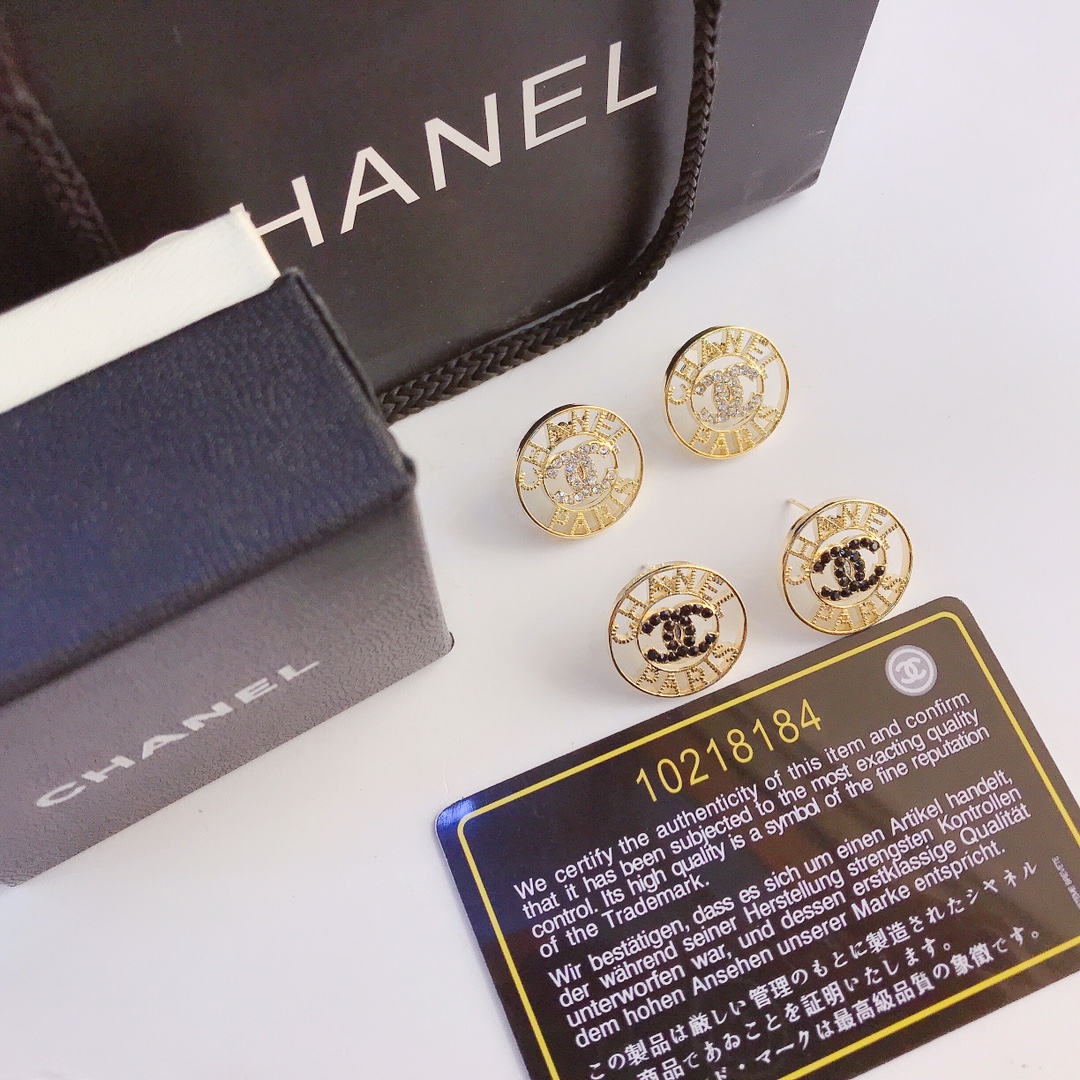 CHANEL
CHANEL
PARIS
CHANEL
PARIS
CHANEL
PARIS
CHANEL
PARIS
CHANEL
10218184
We certify the authenticity of this item and confirm
that it has been subjected to the most exacting quality
control. Its high quality is a symbol of the fine reputation
of the Trademark.
Wir bestätigen, dass es sich um einen Artikel handelt,
der während seiner Herstellung strengsten Kontrollen
unterworfen war, und dessen erstklassige Qualität
dem hohen Ansehen unserer Marke entspricht.
この製品は厳しい管理のもとに製造されたシャネル
商品であることを証明いたします。
ド・マークは最高級品質の象徴です。